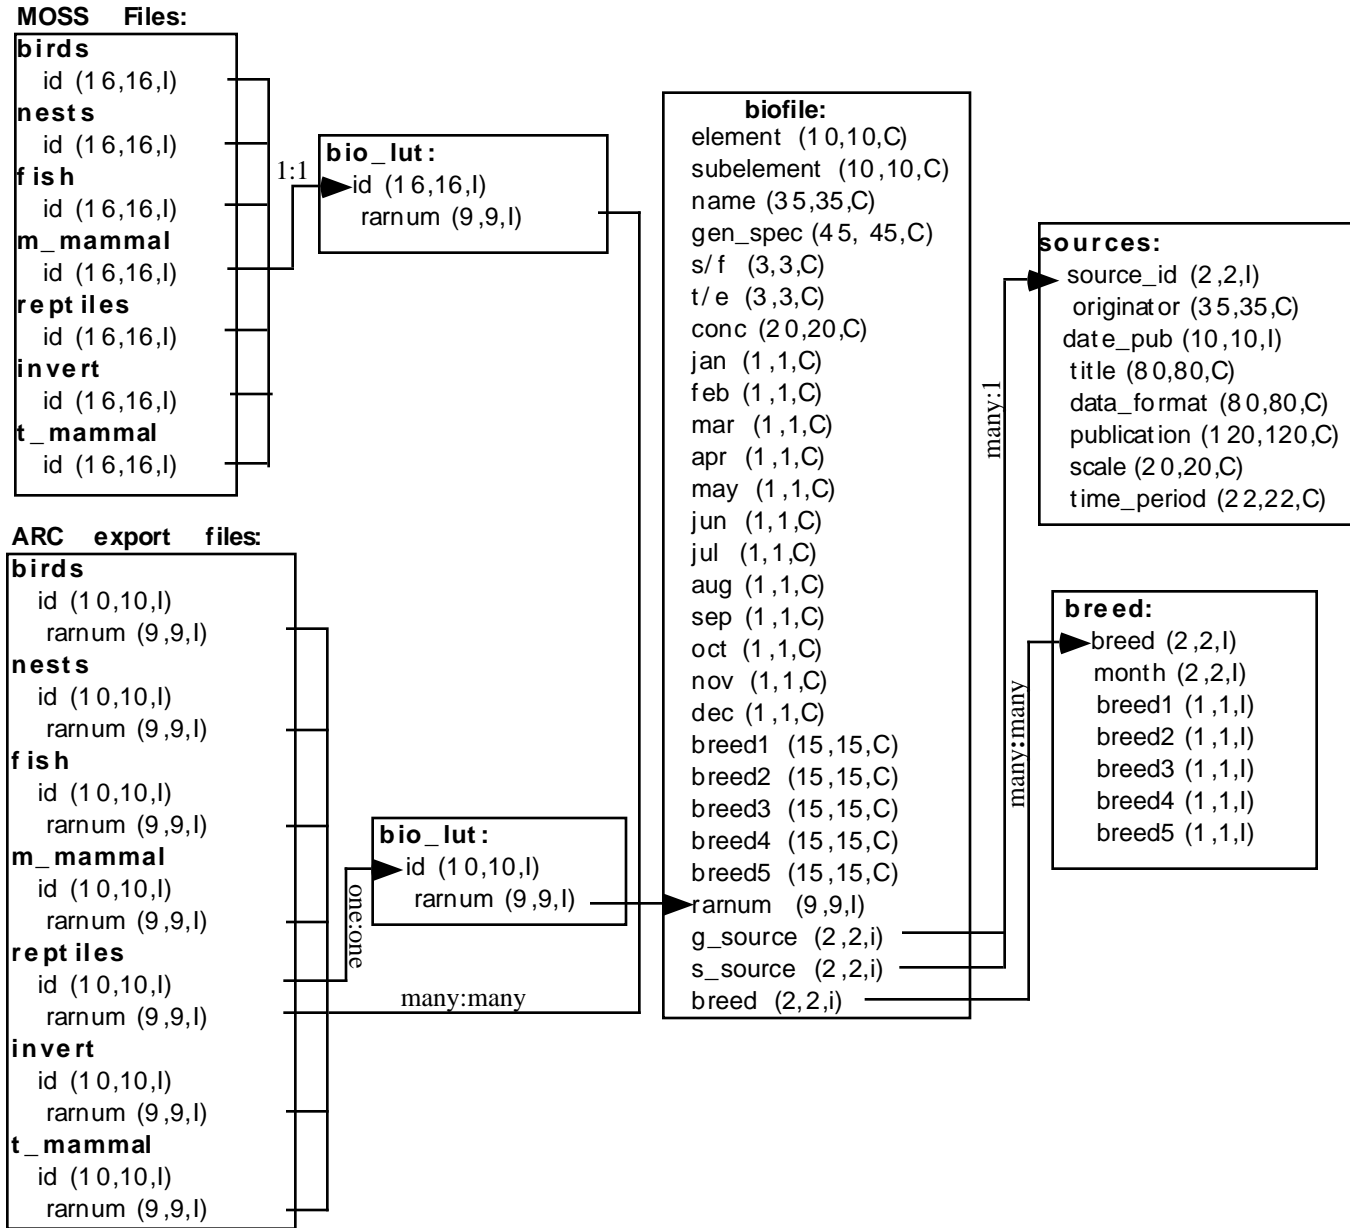 MOSS Files:
birds
id (16,16,I)
nests
id (16,16,I)
fish
id (16,16,I)
m_mammal
id (16,16,I)
reptiles
id (16,16,I)
invert
id (16,16,I)
t_mammal
id (16,16,I)
1:1
bio_lut:
id (16,16,I)
rarnum (9,9,I)
ARC export files:
birds
id (10,10,I)
rarnum (9,9,I)
nests
id (10,10,I)
rarnum (9,9,I)
fish
id (10,10,I)
rarnum (9,9,I)
m_mammal
id (10,10,I)
rarnum (9,9,I)
reptiles
id (10,10,I)
rarnum (9,9,I)
invert
id (10,10,I)
rarnum (9,9,I)
t_mammal
id (10,10,I)
rarnum (9,9,I)
one:one
many:many
bio_lut:
id (10,10,I)
rarnum (9,9,I)
biofile:
element (10,10,C)
subelement (10,10,C)
name (35,35,C)
gen_spec (45, 45,C)
s/f (3,3,C)
t/e (3,3,C)
conc (20,20,C)
jan (1,1,C)
feb (1,1,C)
mar (1,1,C)
apr (1,1,C)
may (1,1,C)
jun (1,1,C)
jul (1,1,C)
aug (1,1,C)
sep (1,1,C)
oct (1,1,C)
nov (1,1,C)
dec (1,1,C)
breed1 (15,15,C)
breed2 (15,15,C)
breed3 (15,15,C)
breed4 (15,15,C)
breed5 (15,15,C)
rarnum (9,9,I)
g_source (2,2,i)
s_source (2,2,i)
breed (2,2,i)
many:1
many:many
sources:
source_id (2,2,I)
originator (35,35,C)
date_pub (10,10,I)
title (80,80,C)
data_format (80,80,C)
publication (120,120,C)
scale (20,20,C)
time_period (22,22,C)
breed:
breed (2,2,I)
month (2,2,I)
breed1 (1,1,I)
breed2 (1,1,I)
breed3 (1,1,I)
breed4 (1,1,I)
breed5 (1,1,I)